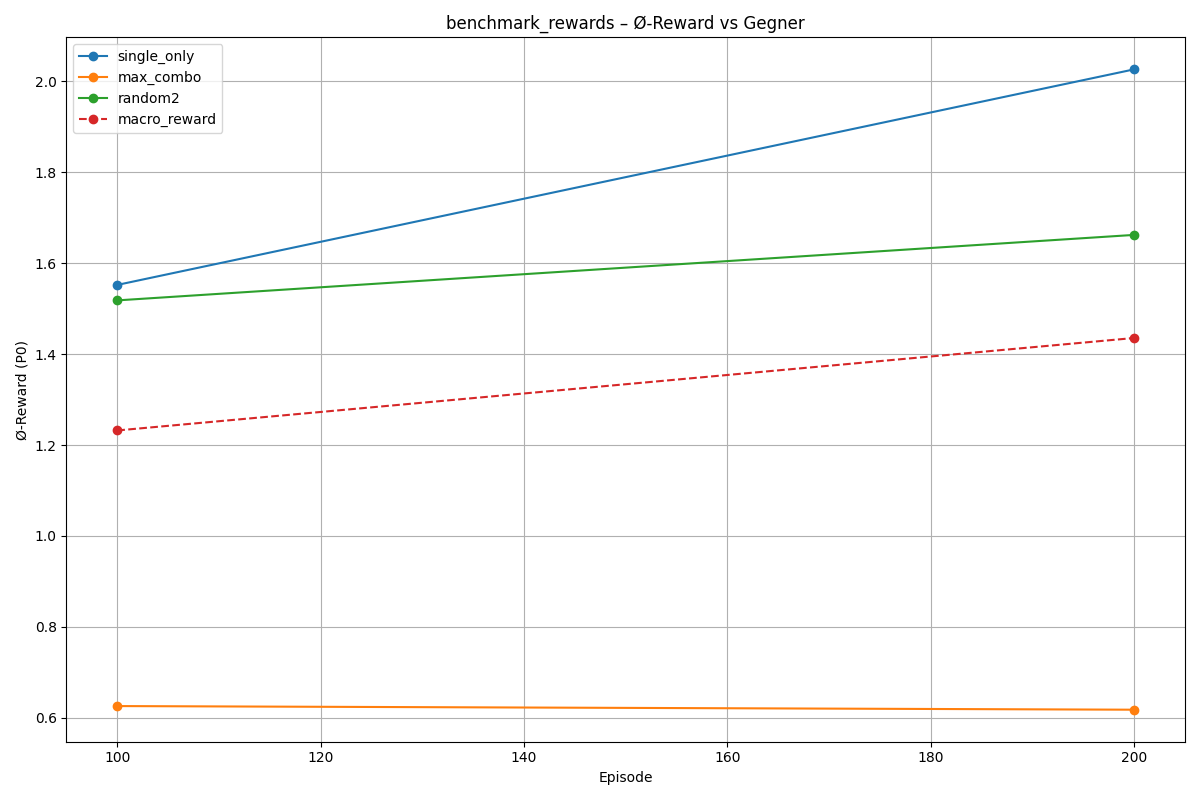 benchmark_rewards – Ø-Reward vs Gegner
single_only
max_combo
random2
macro_reward
Ø-Reward (P0)
2.0
1.8
1.6
1.4
1.2
1.0
0.8
0.6
100 120 140 160 180 200
Episode